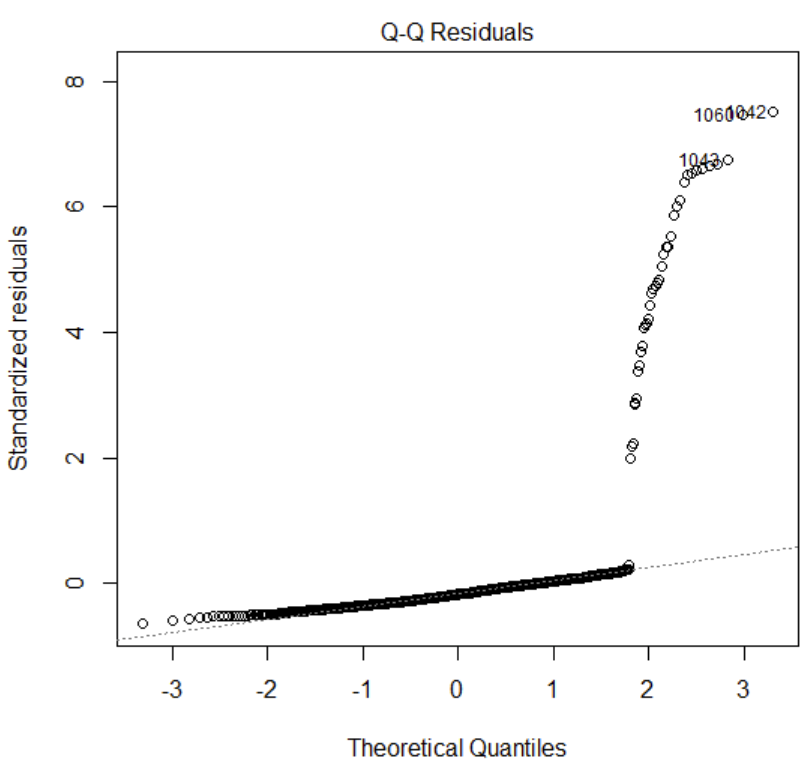 Q-Q Residuals
8
6
4
2
0
Standardized residuals
1060
1042
1043
-3 -2 -1 0 1 2 3
Theoretical Quantiles